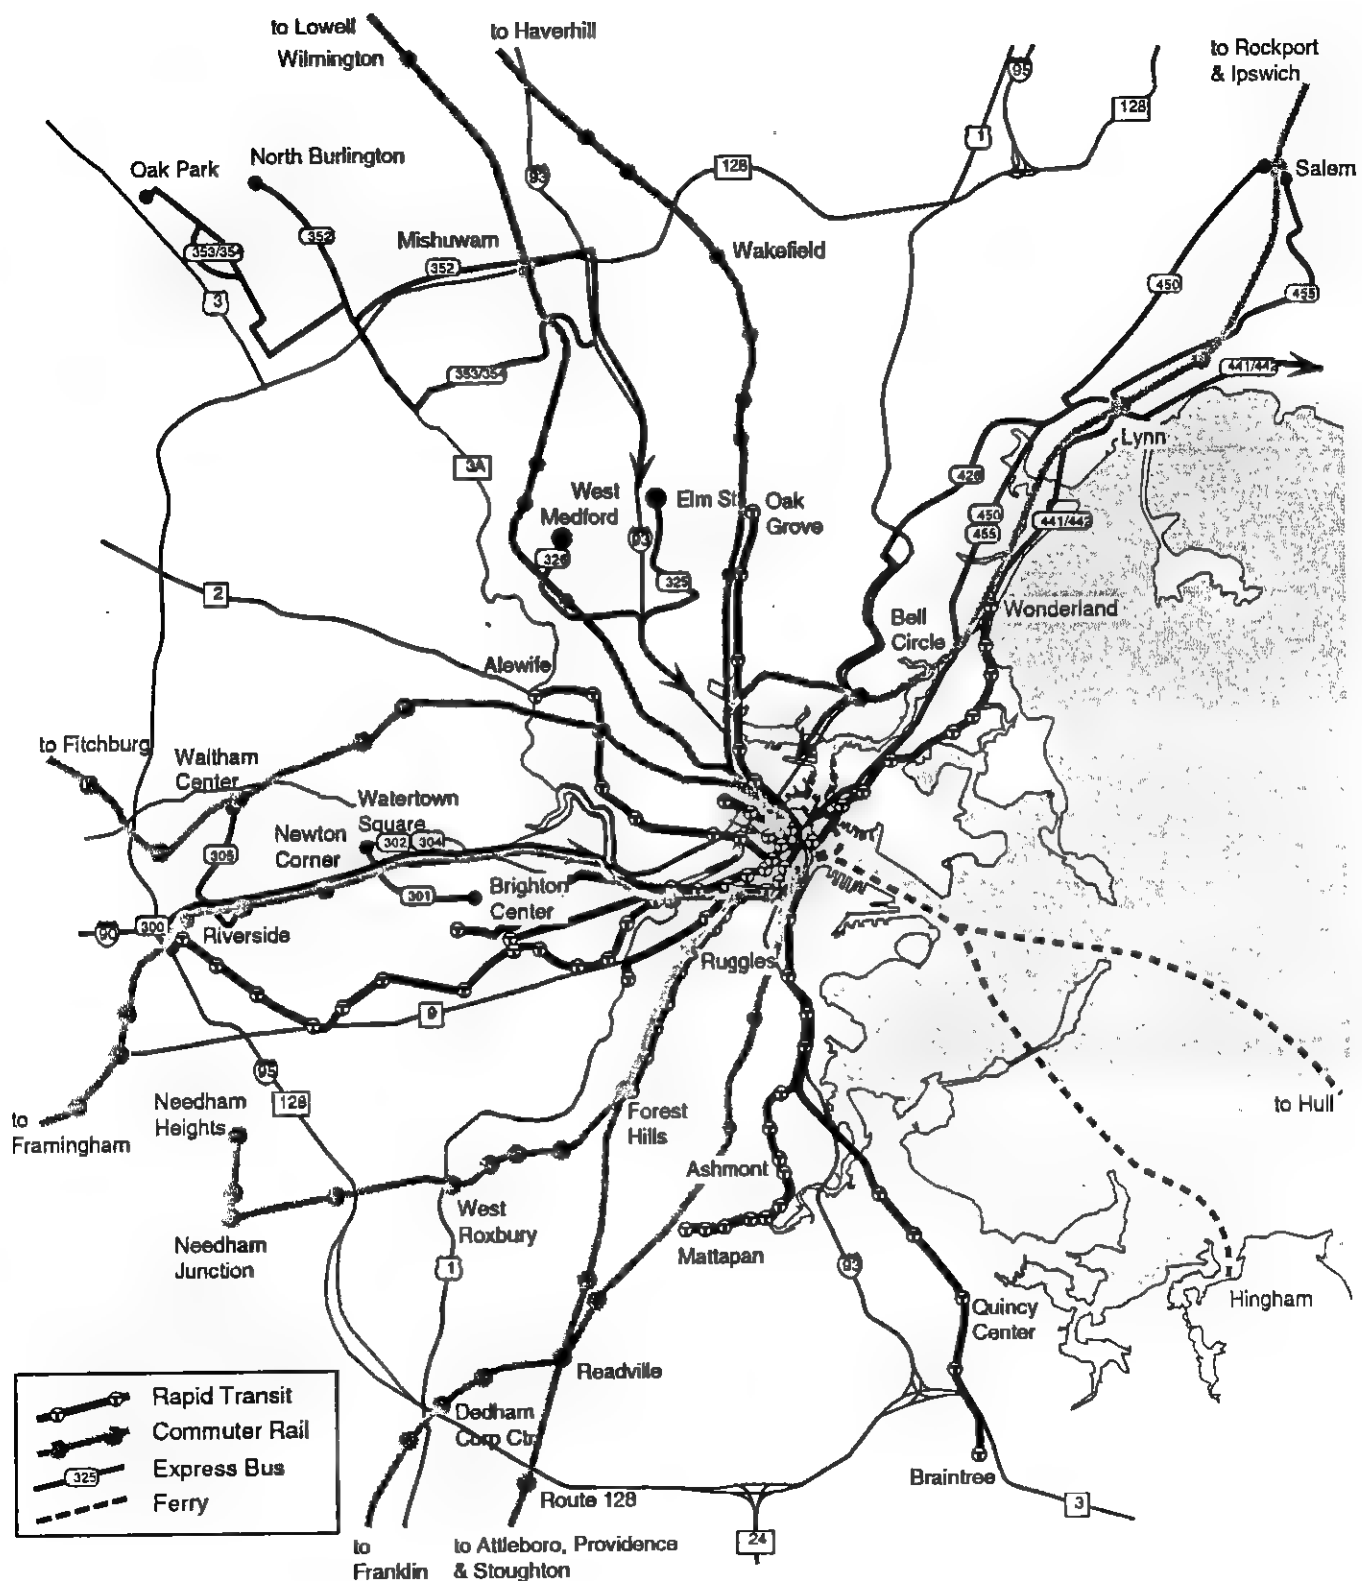 to Lowell
to Haverhill
Wilmington
to Rockport
& Ipswich
95
128
1
Oak Park
North Burlington
128
93
Salem
352
353/354
Mishuwam
352
Wakefield
450
455
3
353/354
441/442
Lynn
3A
426
West
Medford
Elm St
Oak
Grove
450
455
441/442
93
326
325
2
Wonderland
Bell
Circle
Alewife
to Fitchburg
Waltham
Center
Watertown
Square
302
304
Newton
Corner
305
301
Brighton
Center
90
300
Riverside
Ruggles
9
95
128
Needham
Heights
to
Framingham
to Hull
Forest
Hills
Ashmont
West
Roxbury
Mattapan
Needham
Junction
1
93
Hingham
Quincy
Center
Readville
Rapid Transit
Commuter Rail
325
Express Bus
Ferry
Dedham
Corp Ctr
Braintree
Route 128
3
24
to
Franklin
to Attleboro, Providence
& Stoughton